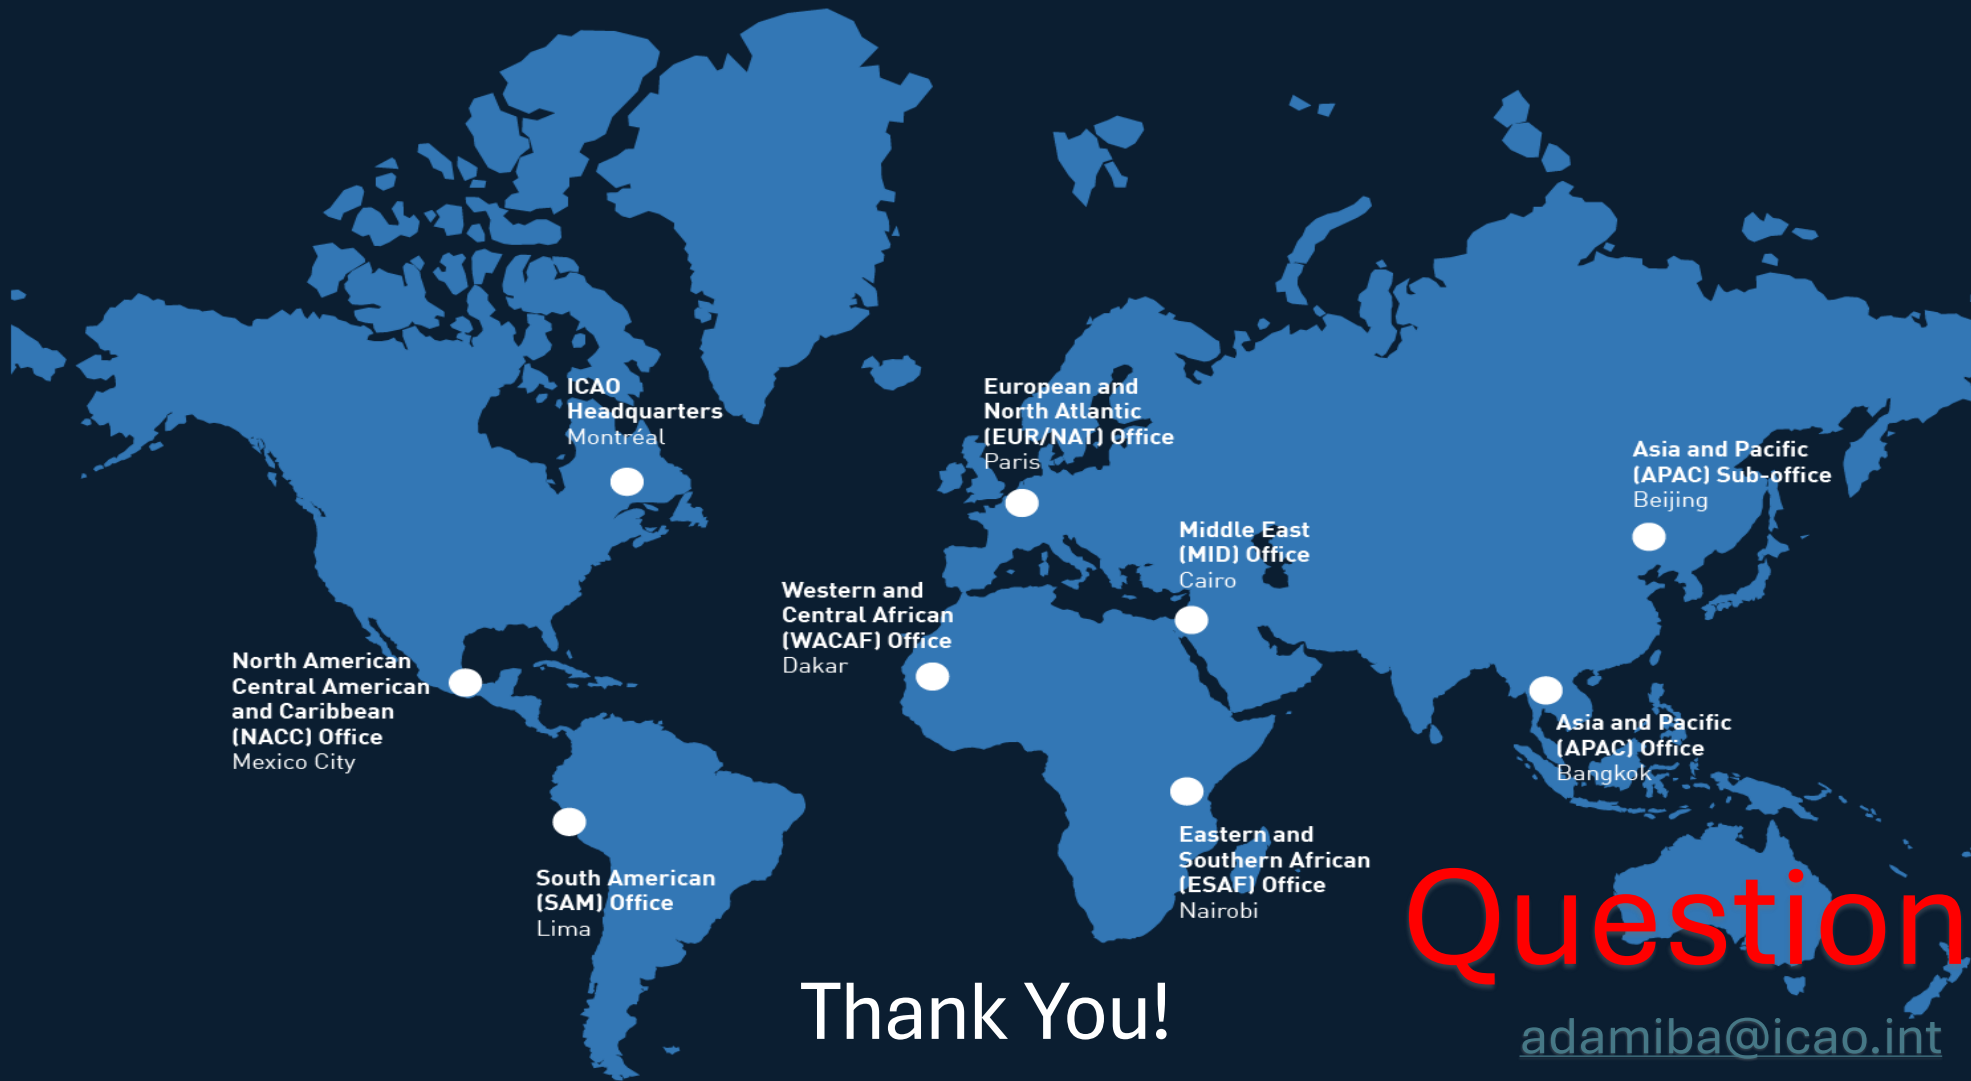 ICAO
Headquarters
Montréal
European and
North Atlantic
(EUR/NAT) Office
Paris
Asia and Pacific
(APAC) Sub-office
Beijing
Middle East
(MID) Office
Cairo
Western and
Central African
(WACAF) Office
Dakar
North American
Central American
and Caribbean
(NACC) Office
Mexico City
Asia and Pacific
(APAC) Office
Bangkok
South American
(SAM) Office
Lima
Eastern and
Southern African
(ESAF) Office
Nairobi
Question
Thank You!
adamiba@icao.int